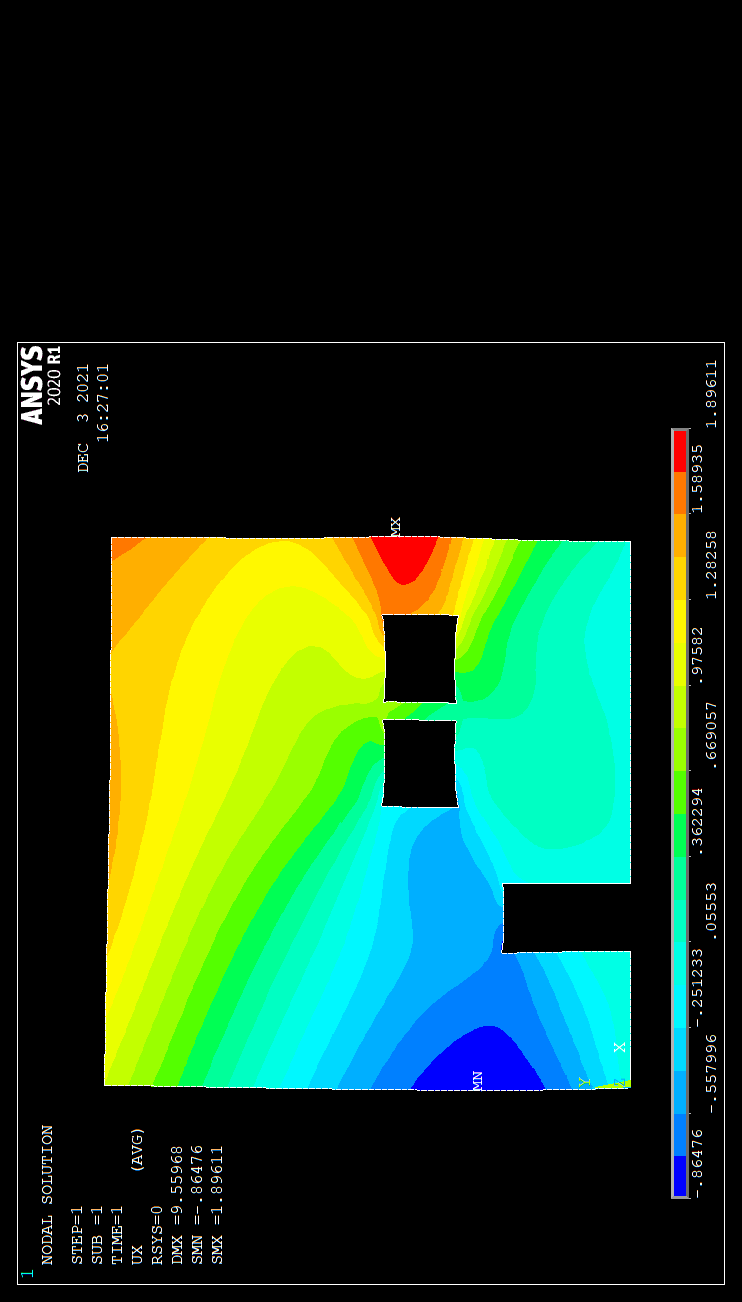 1
NODAL SOLUTION
STEP=1
SUB =1
TIME=1
UX (AVG)
RSYS=0
DMX =9.55968
SMN =-.86476
SMX =1.89611
ANSYS
2020 R1
DEC 3 2021
16:27:01
MX
MN
Y
Z X
-.86476 -.557996 -.251233 .05553 .362294 .669057 .97582 1.28258 1.58935 1.89611